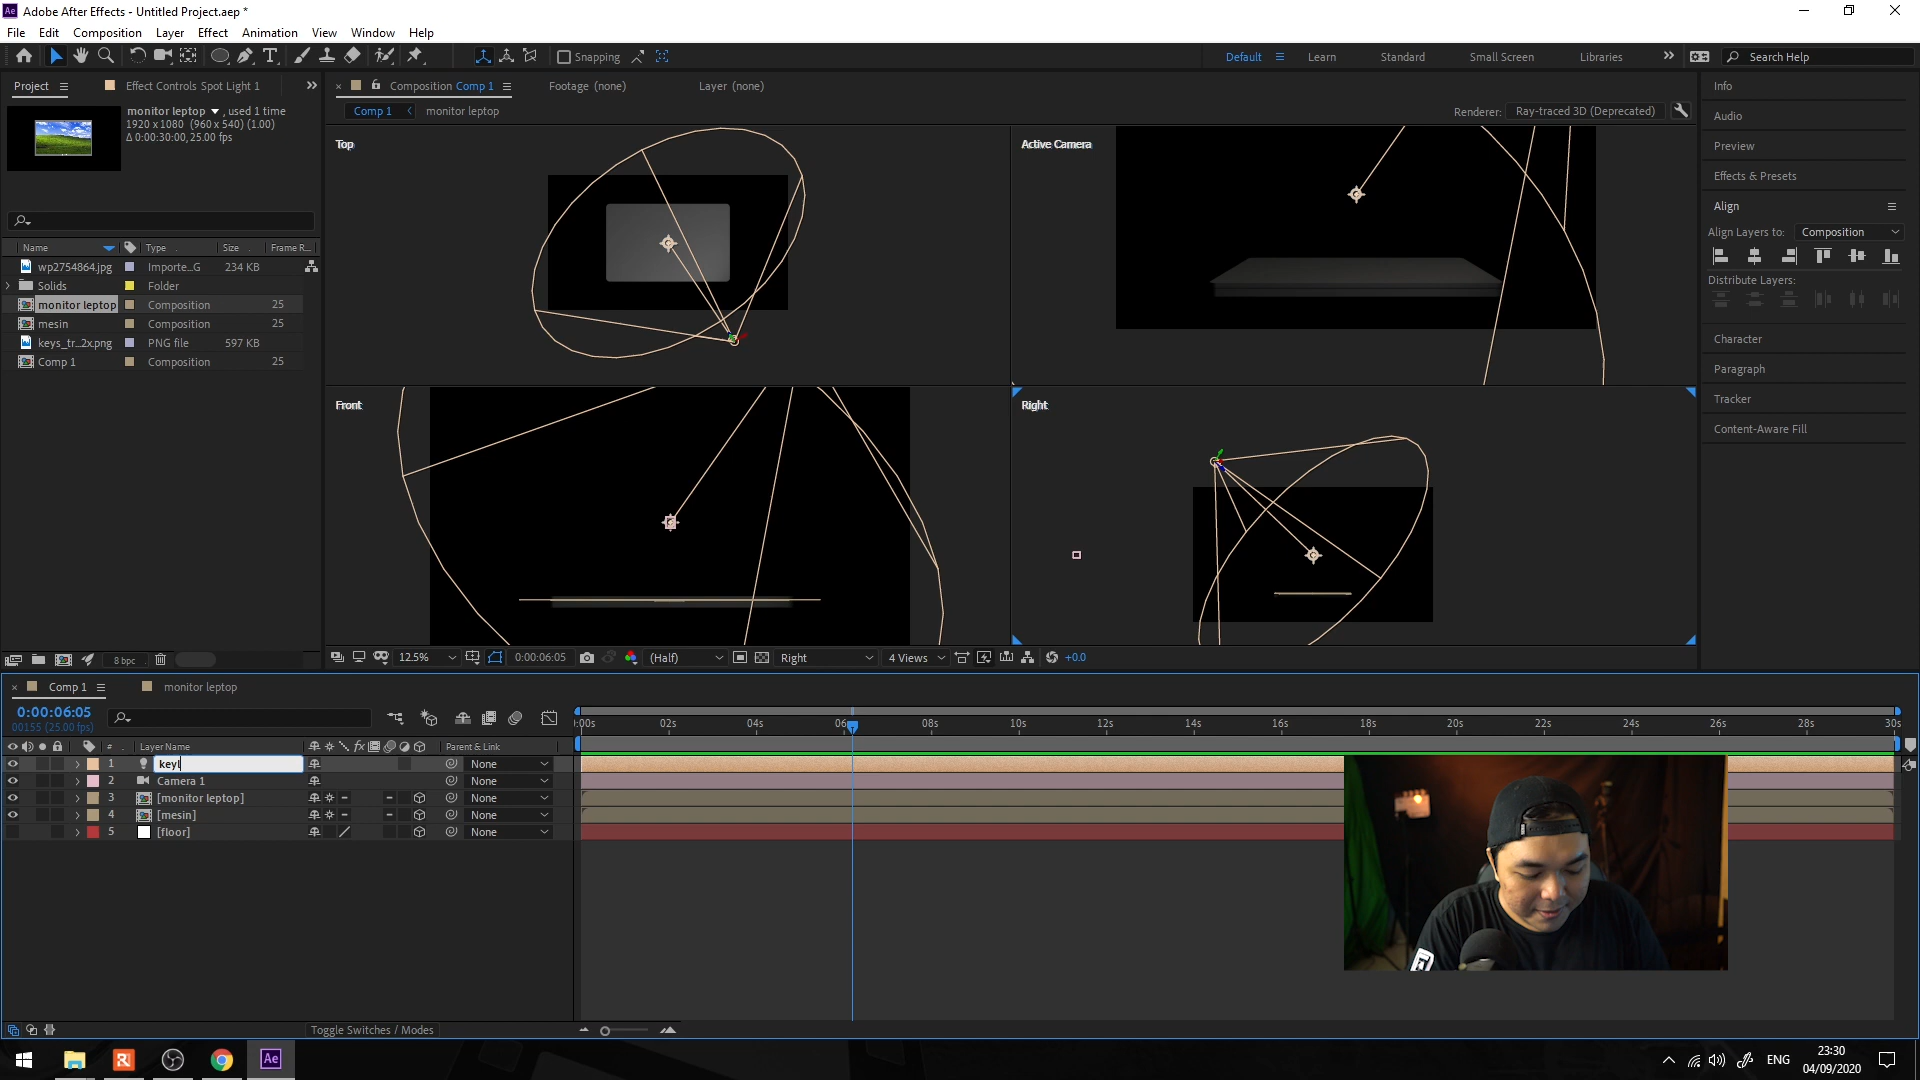 Adobe After Effects - Untitled Project.aep *
File Edit Composition Layer Effect Animation View Window Help
Snapping
Default Learn Standard Small Screen Libraries Search Help
Project Effect Controls Spot Light 1
Composition Comp 1 Footage (none) Layer (none)
Info
monitor leptop , used 1 time
1920 x 1080 (960 x 540) (1.00)
Δ 0:00:30:00, 25.00 fps
Comp 1 monitor leptop
Renderer: Ray-traced 3D (Deprecated)
Audio
Top Active Camera
Preview
Effects & Presets
Align
Align Layers to: Composition
Name Type Size Frame R...
wp2754864.jpg Importe...G 234 KB
Solids Folder
Distribute Layers:
monitor leptop Composition 25
mesin Composition 25
keys_tr...2x.png PNG file 597 KB
Comp 1 Composition 25
Character
Paragraph
Tracker
Content-Aware Fill
Front Right
8 bpc
12.5% 0:00:06:05 (Half) Right 4 Views +0.0
Comp 1 monitor leptop
0:00:06:05
00155 (25.00 fps)
:00s 02s 04s 06s 08s 10s 12s 14s 16s 18s 20s 22s 24s 26s 28s 30s
# Layer Name fx Parent & Link
1 keyl None
2 Camera 1 None
3 [monitor leptop] None
4 [mesin] None
5 [floor] None
Toggle Switches / Modes
Ae
ENG
23:30
04/09/2020